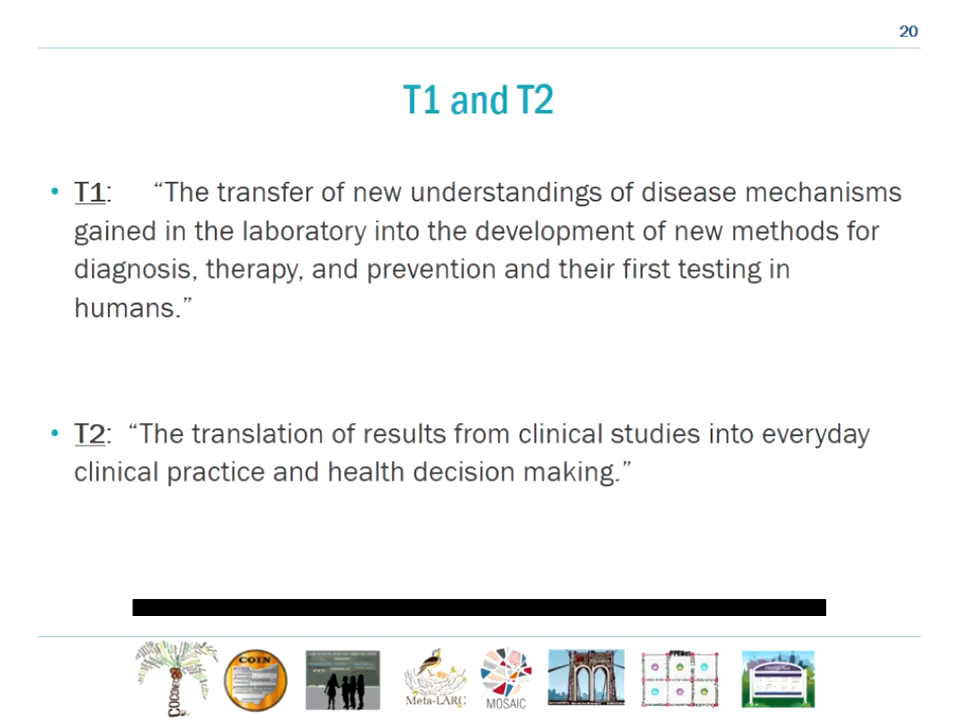 20
T1 and T2
• T1: “The transfer of new understandings of disease mechanisms
gained in the laboratory into the development of new methods for
diagnosis, therapy, and prevention and their first testing in
humans.”
• T2: “The translation of results from clinical studies into everyday
clinical practice and health decision making.”
COIN
Meta-LARC
MOSAIC